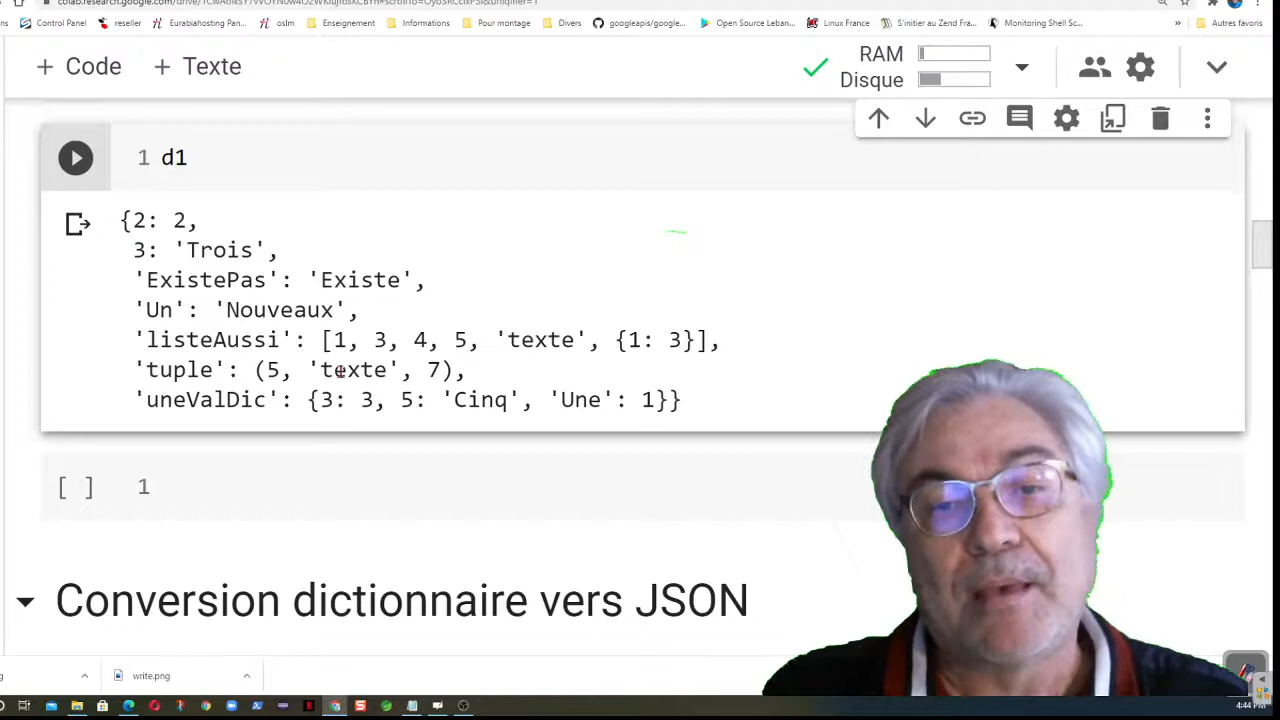 Control Panel
reseller
Eurabiahosting Pan...
oslm
Enseignement
Informations
Pour montage
Divers
googleapis/google...
Open Source Leban...
Linux France
S'initier au Zend Fra...
Monitoring Shell Sc...
»
Autres favoris
+ Code + Texte
RAM
Disque
1 d1
{2: 2,
3: 'Trois',
'ExistePas': 'Existe',
'Un': 'Nouveaux',
'listeAussi': [1, 3, 4, 5, 'texte', {1: 3}],
'tuple': (5, 'texte', 7),
'uneValDic': {3: 3, 5: 'Cinq', 'Une': 1}}
[ ] 1
Conversion dictionnaire vers JSON
write.png
4:44 PM